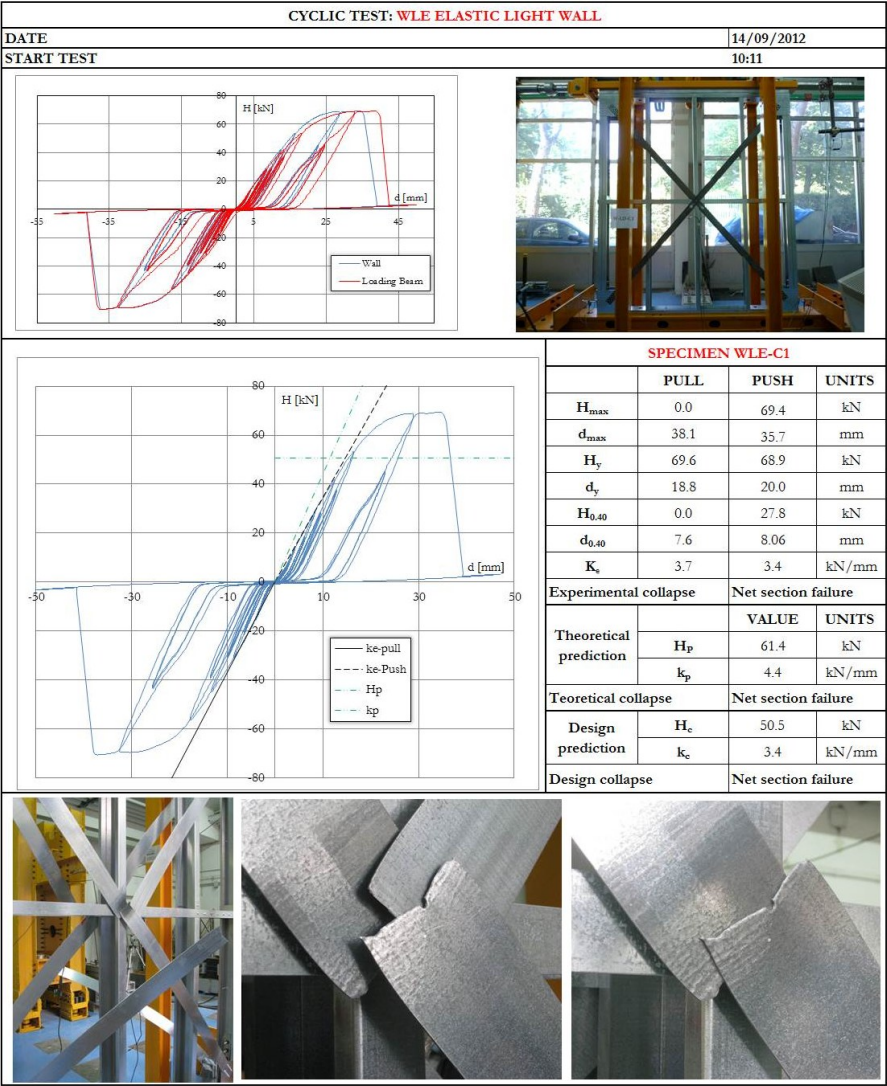 CYCLIC TEST: WLE ELASTIC LIGHT WALL
DATE 14/09/2012
START TEST 10:11
80
H [kN]
60
40
20
0
d [mm]
-35 -15 5 25 45
-20
-40
-60
-80
Wall
Loading Beam
80
H [kN]
60
40
20
0
d [mm]
-50 -30 -10 10 30 50
-20
-40
-60
-80
ke-pull
ke-Push
Hp
kp
SPECIMEN WLE-C1
PULL PUSH UNITS
Hmax 0.0 69.4 kN
dmax 38.1 35.7 mm
Hy 69.6 68.9 kN
dy 18.8 20.0 mm
H0.40 0.0 27.8 kN
d0.40 7.6 8.06 mm
Ke 3.7 3.4 kN/mm
Experimental collapse Net section failure
VALUE UNITS
Theoretical prediction
Hp 61.4 kN
kp 4.4 kN/mm
Teoretical collapse Net section failure
Design prediction
Hc 50.5 kN
kc 3.4 kN/mm
Design collapse Net section failure